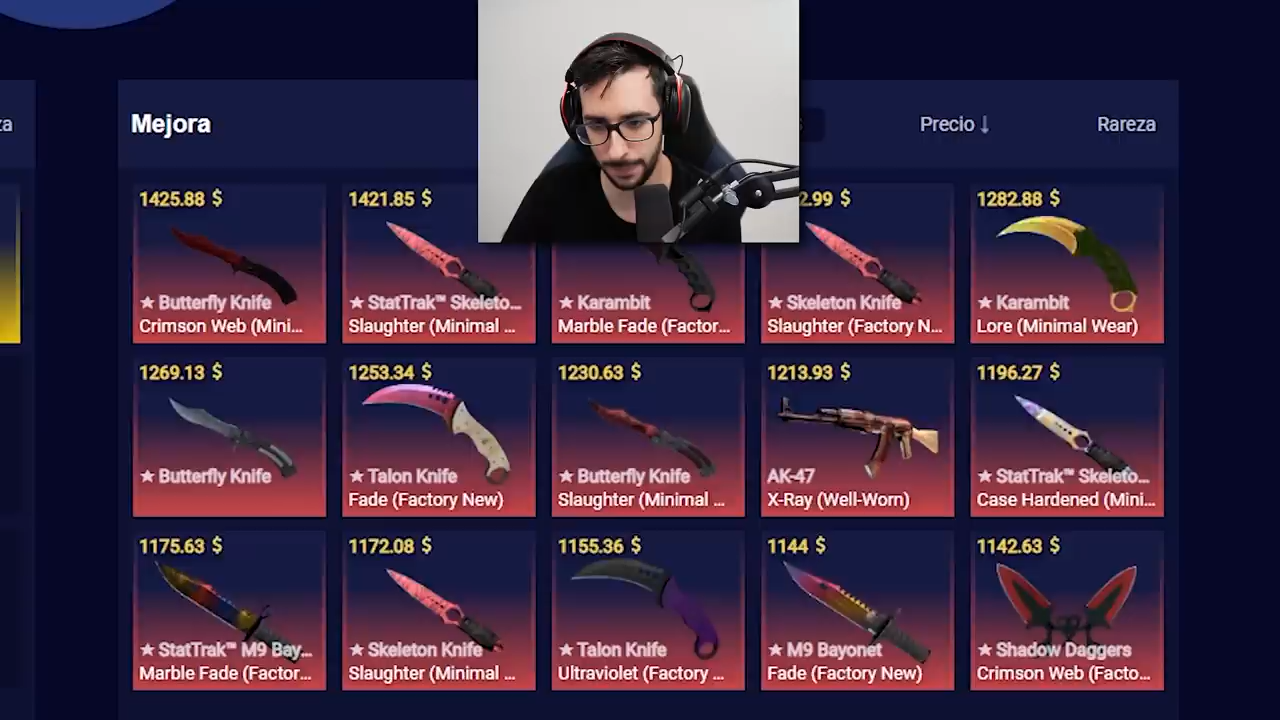 za
Mejora
Precio ↓
Rareza
1425.88 $
★ Butterfly Knife
Crimson Web (Mini...
1421.85 $
★ StatTrak™ Skeleto...
Slaughter (Minimal ...
★ Karambit
Marble Fade (Factor...
2.99 $
★ Skeleton Knife
Slaughter (Factory N...
1282.88 $
★ Karambit
Lore (Minimal Wear)
1269.13 $
★ Butterfly Knife
1253.34 $
★ Talon Knife
Fade (Factory New)
1230.63 $
★ Butterfly Knife
Slaughter (Minimal ...
1213.93 $
AK-47
X-Ray (Well-Worn)
1196.27 $
★ StatTrak™ Skeleto...
Case Hardened (Mini...
1175.63 $
★ StatTrak™ M9 Bay...
Marble Fade (Factor...
1172.08 $
★ Skeleton Knife
Slaughter (Minimal ...
1155.36 $
★ Talon Knife
Ultraviolet (Factory ...
1144 $
★ M9 Bayonet
Fade (Factory New)
1142.63 $
★ Shadow Daggers
Crimson Web (Facto...